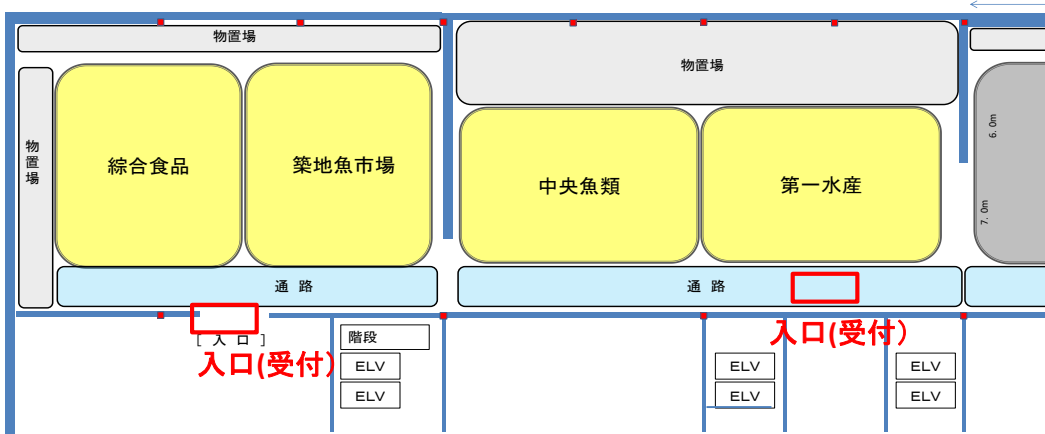 物置場
物置場
物置場
綜合食品
築地魚市場
中央魚類
第一水産
6.0m
7.0m
通 路
通 路
[ 入 口 ]
入口(受付)
入口(受付)
階段
ELV
ELV
ELV
ELV
ELV
ELV